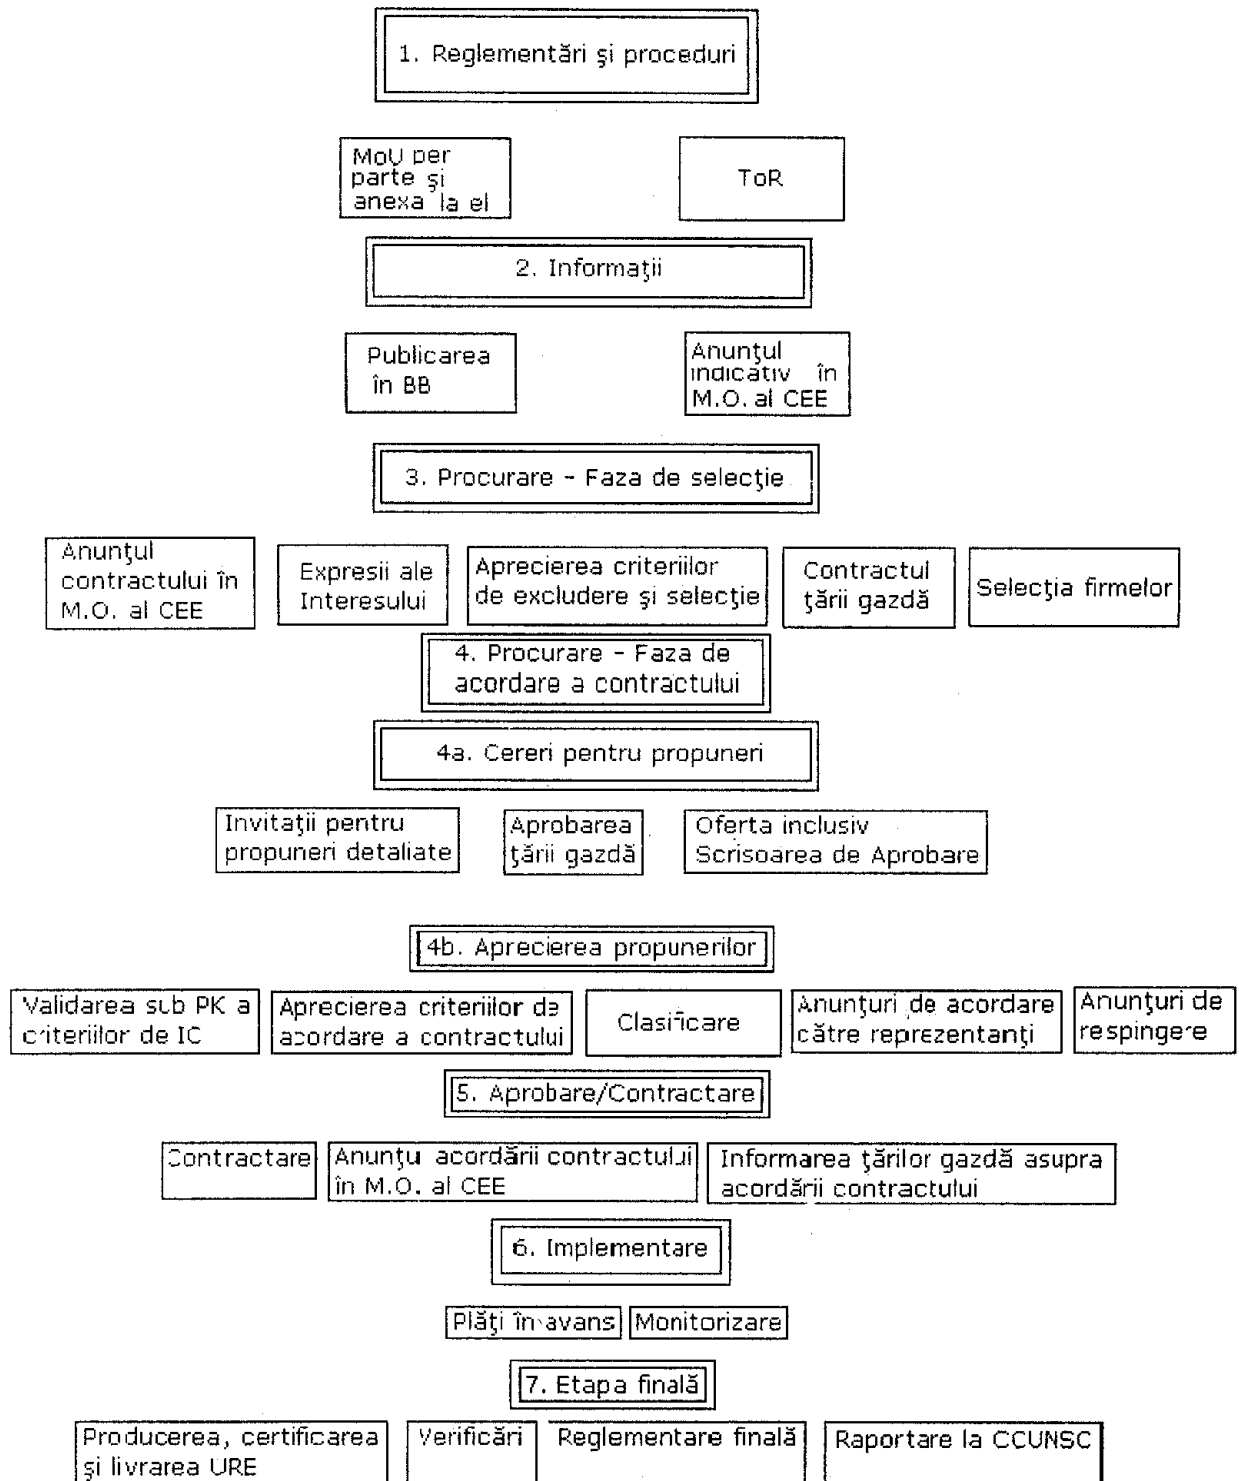 1. Reglementări şi proceduri
MoU per
parte şi
anexa la el
ToR
2. Informaţii
Publicarea
în BB
Anunţul
indicativ în
M.O. al CEE
3. Procurare - Faza de selecţie
Anunţul
contractului în
M.O. al CEE
Expresii ale
Interesului
Aprecierea criteriilor
de excludere şi selecţie
Contractul
ţării gazdă
Selecţia firmelor
4. Procurare - Faza de
acordare a contractului
4a. Cereri pentru propuneri
Invitaţii pentru
propuneri detaliate
Aprobarea
ţării gazdă
Oferta inclusiv
Scrisoarea de Aprobare
4b. Aprecierea propunerilor
Validarea sub PK a
criteriilor de IC
Aprecierea criteriilor de
acordare a contractului
Clasificare
Anunţuri de acordare
către reprezentanţi
Anunţuri de
respingere
5. Aprobare/Contractare
Contractare
Anunţu acordării contractului
în M.O. al CEE
Informarea ţărilor gazdă asupra
acordării contractului
6. Implementare
Plăţi în avans
Monitorizare
7. Etapa finală
Producerea, certificarea
şi livrarea URE
Verificări
Reglementare finală
Raportare la CCUNSC